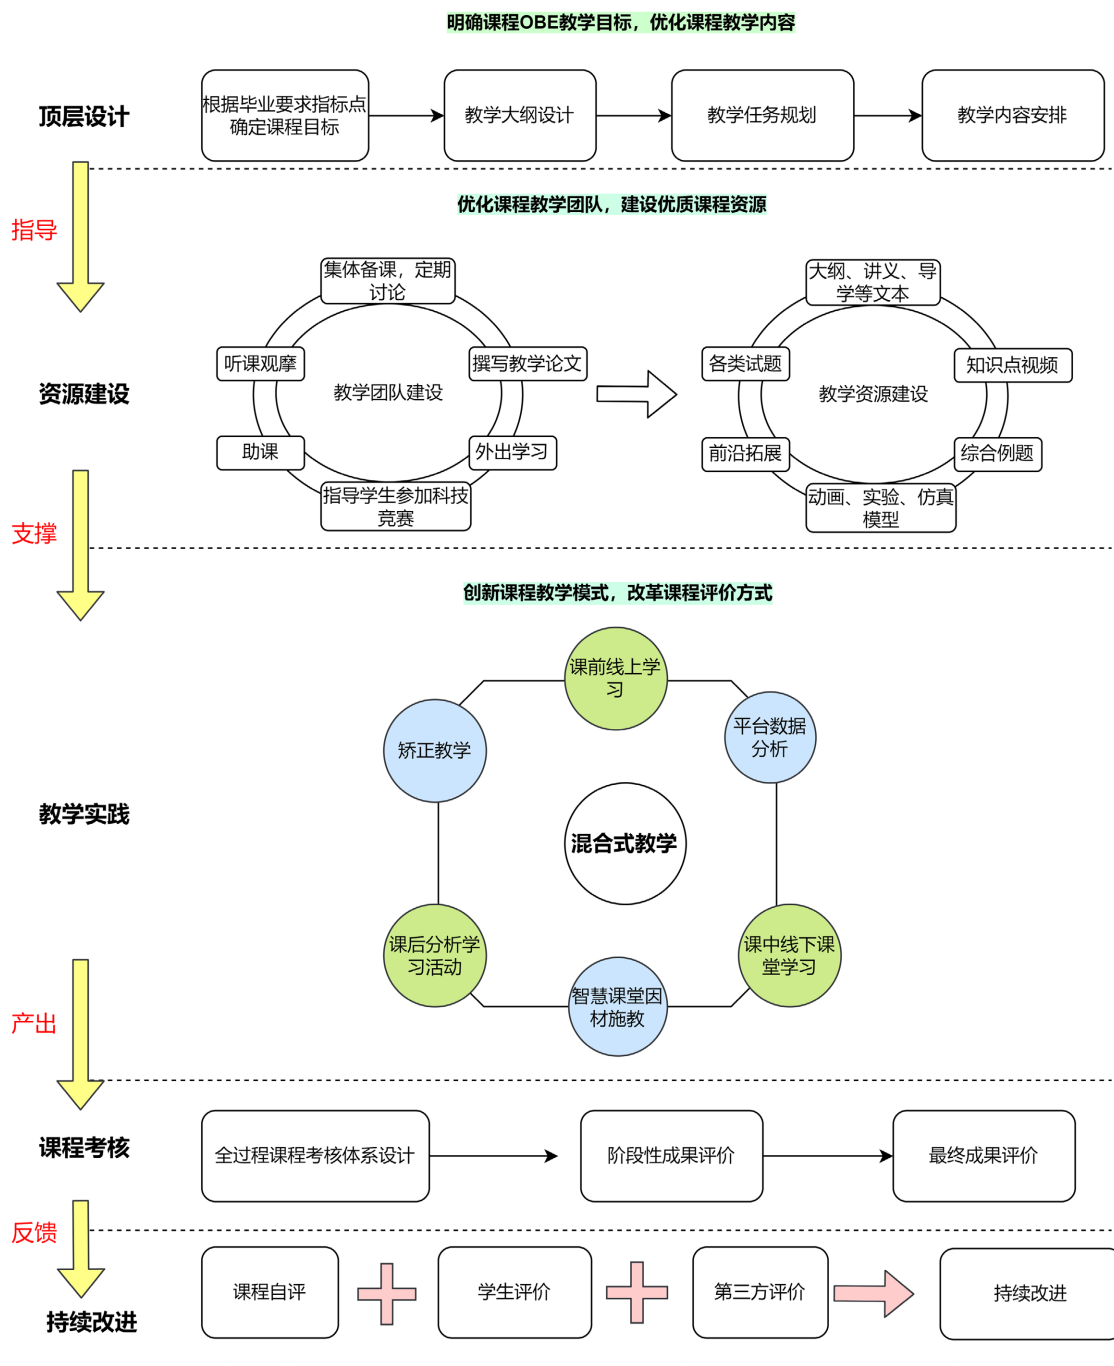 明确课程OBE教学目标，优化课程教学内容
顶层设计
根据毕业要求指标点
确定课程目标
教学大纲设计
教学任务规划
教学内容安排
指导
优化课程教学团队，建设优质课程资源
资源建设
集体备课，定期
讨论
听课观摩
撰写教学论文
教学团队建设
助课
外出学习
指导学生参加科技
竞赛
大纲、讲义、导
学等文本
各类试题
知识点视频
教学资源建设
前沿拓展
综合例题
动画、实验、仿真
模型
支撑
创新课程教学模式，改革课程评价方式
教学实践
课前线上学
习
矫正教学
平台数据
分析
混合式教学
课后分析学
习活动
课中线下课
堂学习
智慧课堂因
材施教
产出
课程考核
全过程课程考核体系设计
阶段性成果评价
最终成果评价
反馈
持续改进
课程自评
学生评价
第三方评价
持续改进